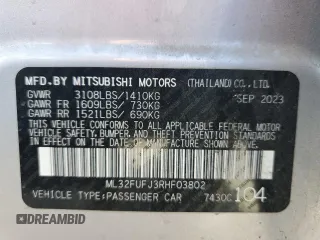 MFD.BY MITSUBISHI MOTORS (THAILAND)CO.,LTD.
GVWR 3108LBS/1410KG SEP 2023
GAWR FR 1609LBS/ 730KG
GAWR RR 1521LBS/ 690KG
THIS VEHICLE CONFORMS TO ALL APPLICABLE FEDERAL
MOTOR VEHICLE SAFETY, BUMPER, AND THEFT PREVENTION
STANDARDS IN EFFECT ON THE DATE OF MANUFACTURE
SHOWN ABOVE.
ML32FUFJ3RHF03802
VEHICLE TYPE:PASSENGER CAR 7430C 104
DREAMBID
DREAMBID.COM